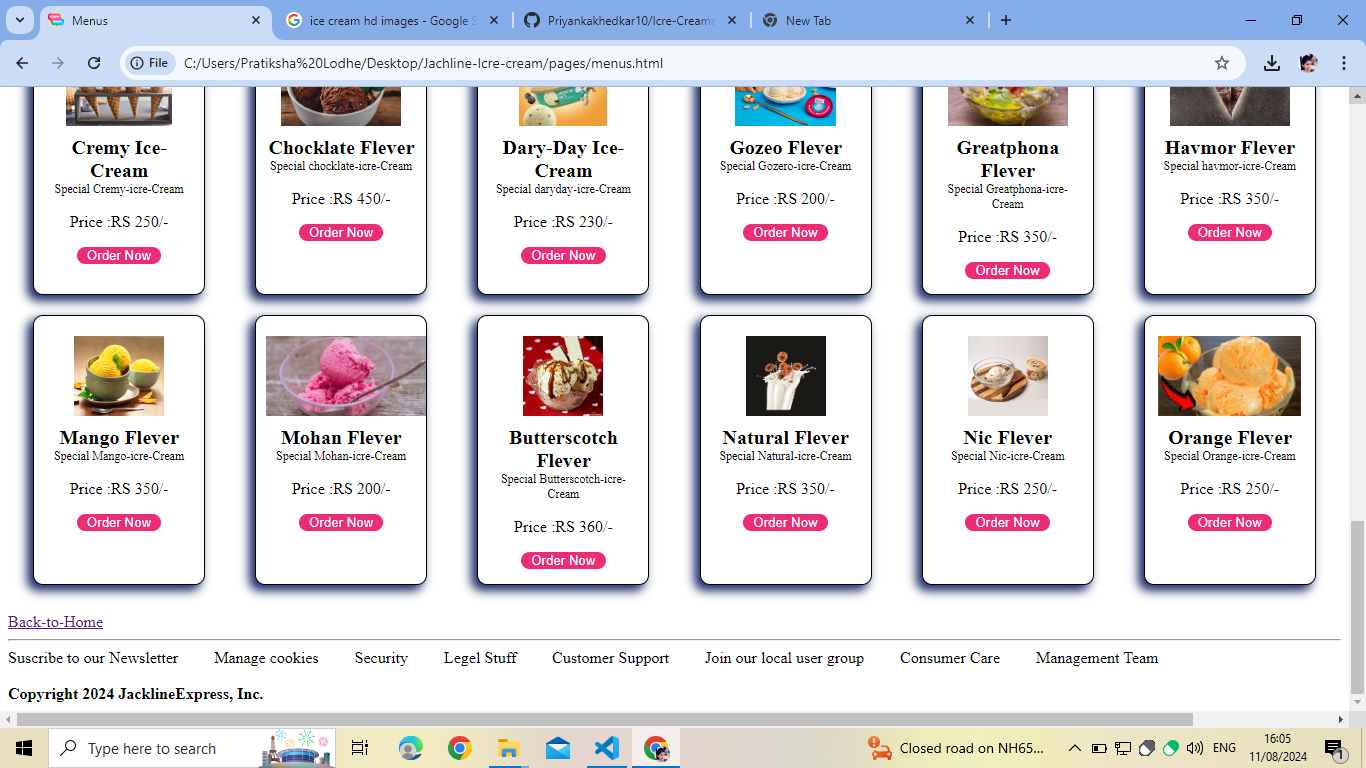 Menus
ice cream hd images - Google S
Priyankakhedkar10/Icre-Creame
New Tab
File
C:/Users/Pratiksha%20Lodhe/Desktop/Jachline-Icre-cream/pages/menus.html
Cremy Ice-
Cream
Special Cremy-icre-Cream
Price :RS 250/-
Order Now
Chocklate Flever
Special chocklate-icre-Cream
Price :RS 450/-
Order Now
Dary-Day Ice-
Cream
Special daryday-icre-Cream
Price :RS 230/-
Order Now
Gozeo Flever
Special Gozero-icre-Cream
Price :RS 200/-
Order Now
Greatphona
Flever
Special Greatphona-icre-
Cream
Price :RS 350/-
Order Now
Havmor Flever
Special havmor-icre-Cream
Price :RS 350/-
Order Now
Mango Flever
Special Mango-icre-Cream
Price :RS 350/-
Order Now
Mohan Flever
Special Mohan-icre-Cream
Price :RS 200/-
Order Now
Butterscotch
Flever
Special Butterscotch-icre-
Cream
Price :RS 360/-
Order Now
Natural Flever
Special Natural-icre-Cream
Price :RS 350/-
Order Now
Nic Flever
Special Nic-icre-Cream
Price :RS 250/-
Order Now
Orange Flever
Special Orange-icre-Cream
Price :RS 250/-
Order Now
Back-to-Home
Suscribe to our Newsletter Manage cookies Security Legel Stuff Customer Support Join our local user group Consumer Care Management Team
Copyright 2024 JacklineExpress, Inc.
Type here to search
Closed road on NH65...
ENG
16:05
11/08/2024
1